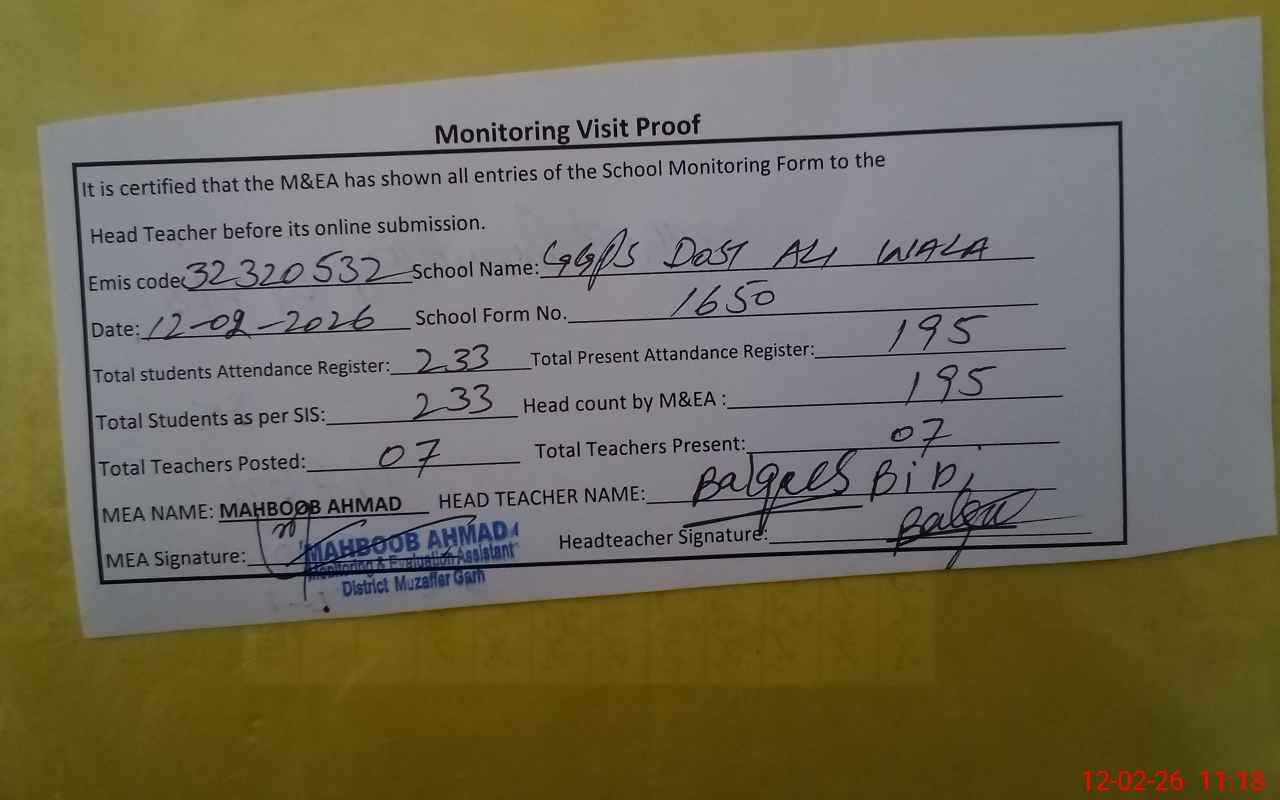 Monitoring Visit Proof
It is certified that the M&EA has shown all entries of the School Monitoring Form to the
Head Teacher before its online submission.
Emis code 32320532 School Name: GGPS DOST ALI WALA
Date: 12-02-2026 School Form No. 1650
Total students Attendance Register: 233 Total Present Attandance Register: 195
Total Students as per SIS: 233 Head count by M&EA : 195
Total Teachers Posted: 07 Total Teachers Present: 07
MEA NAME: MAHBOOB AHMAD HEAD TEACHER NAME: Balqees Bibi
MEA Signature: Headteacher Signature:
MAHBOOB AHMAD
Monitoring & Evaluation Assistant
District Muzaffar Garh
12-02-26 11:18